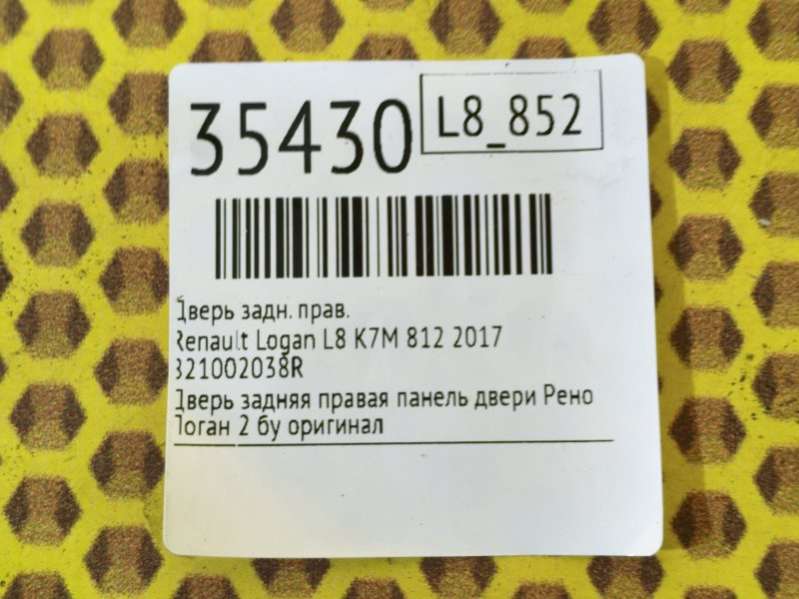 35430
L8_852
Дверь задн. прав.
Renault Logan L8 K7M 812 2017
821002038R
Дверь задняя правая панель двери Рено
Логан 2 бу оригинал